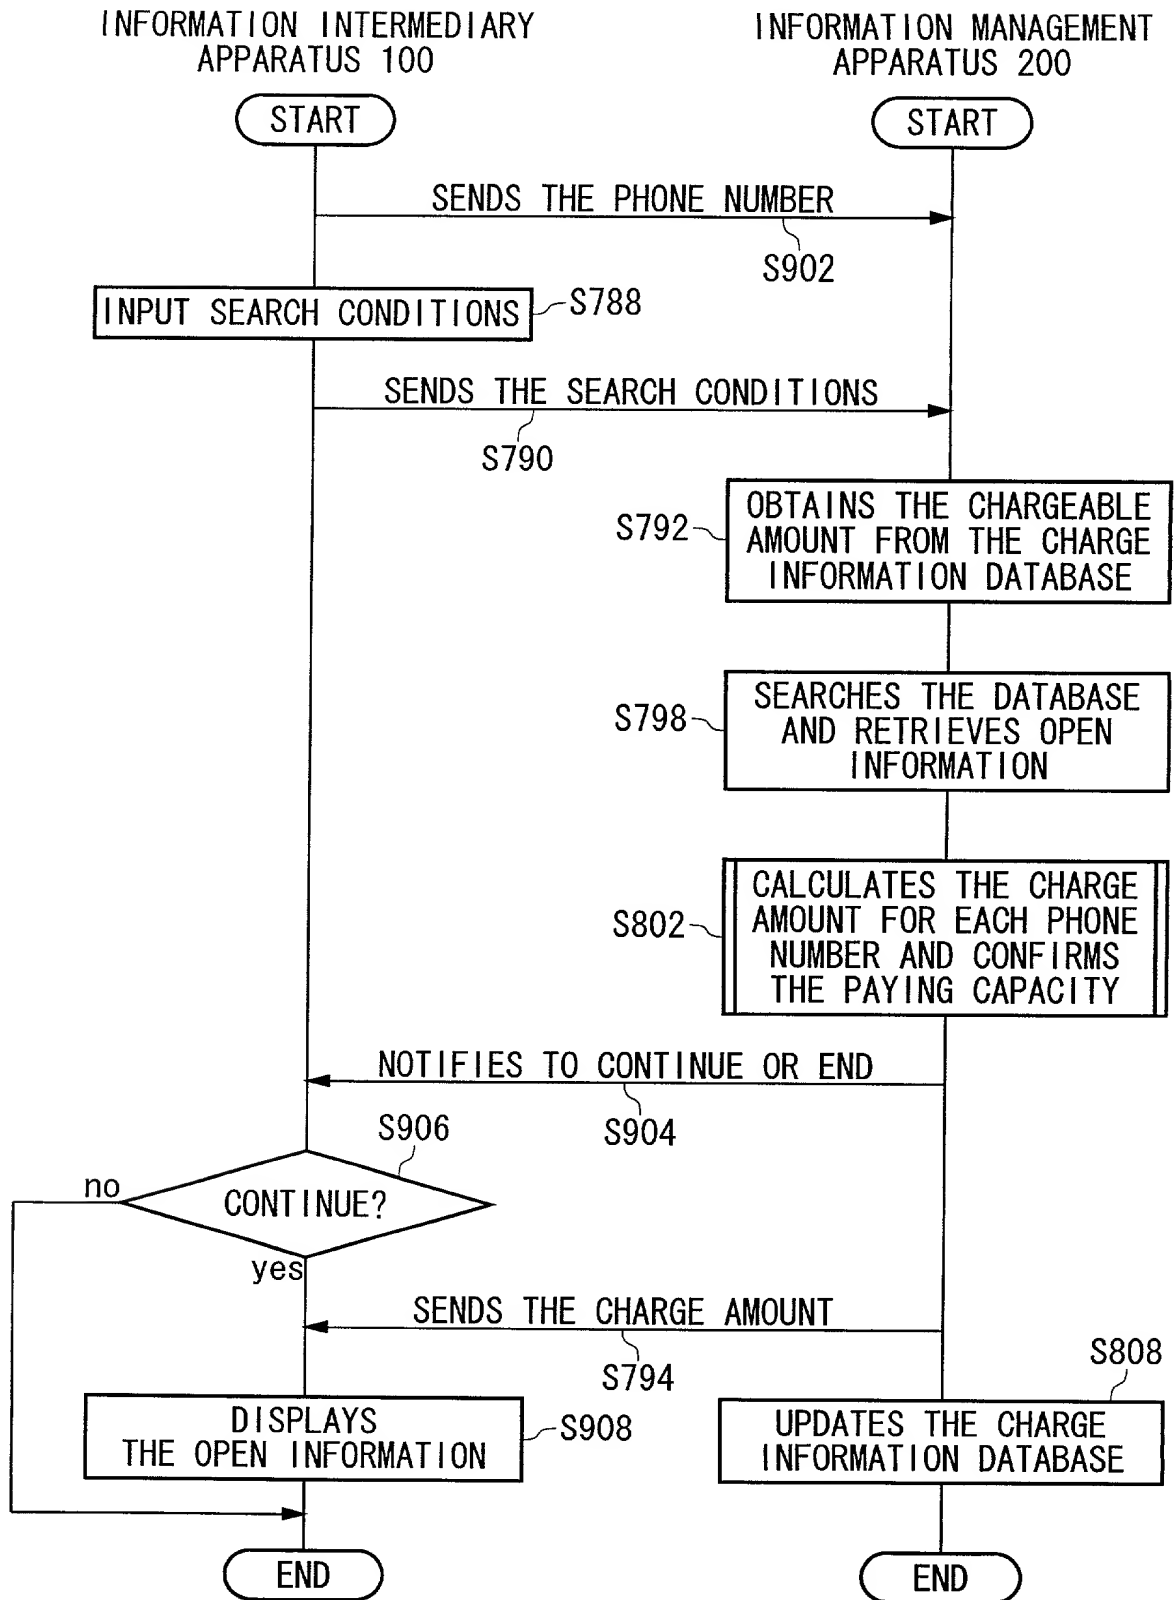 INFORMATION INTERMEDIARY
APPARATUS 100
INFORMATION MANAGEMENT
APPARATUS 200
START
START
SENDS THE PHONE NUMBER
S902
INPUT SEARCH CONDITIONS
S788
SENDS THE SEARCH CONDITIONS
S790
S792
OBTAINS THE CHARGEABLE
AMOUNT FROM THE CHARGE
INFORMATION DATABASE
S798
SEARCHES THE DATABASE
AND RETRIEVES OPEN
INFORMATION
S802
CALCULATES THE CHARGE
AMOUNT FOR EACH PHONE
NUMBER AND CONFIRMS
THE PAYING CAPACITY
NOTIFIES TO CONTINUE OR END
S904
S906
no
CONTINUE?
yes
SENDS THE CHARGE AMOUNT
S794
S808
DISPLAYS
THE OPEN INFORMATION
S908
UPDATES THE CHARGE
INFORMATION DATABASE
END
END